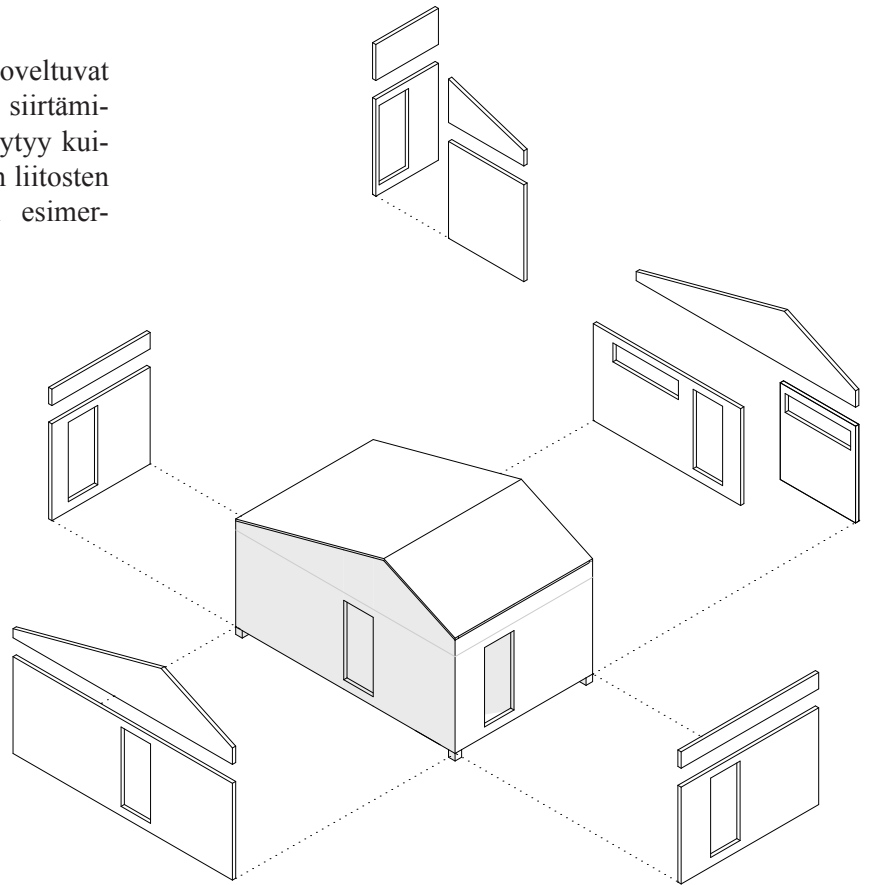 oveltuvat
siirtämi-
ytyy kui-
n liitosten
esimer-